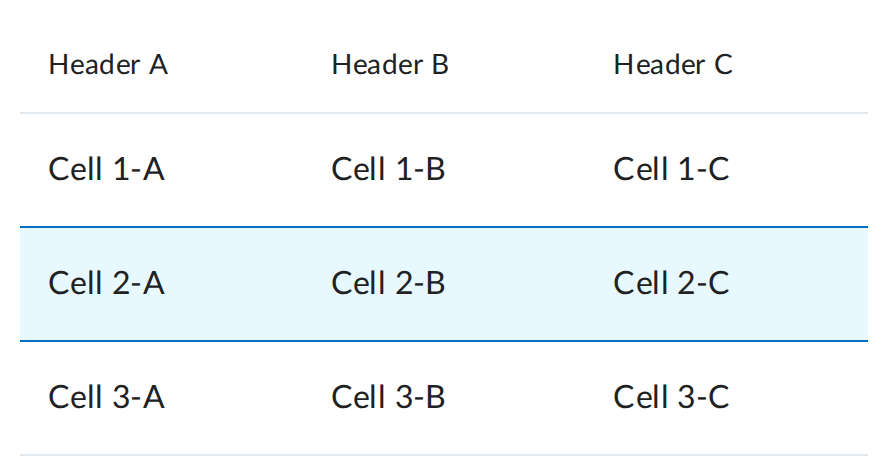 Header A Header B Header C
Cell 1-A Cell 1-B Cell 1-C
Cell 2-A Cell 2-B Cell 2-C
Cell 3-A Cell 3-B Cell 3-C